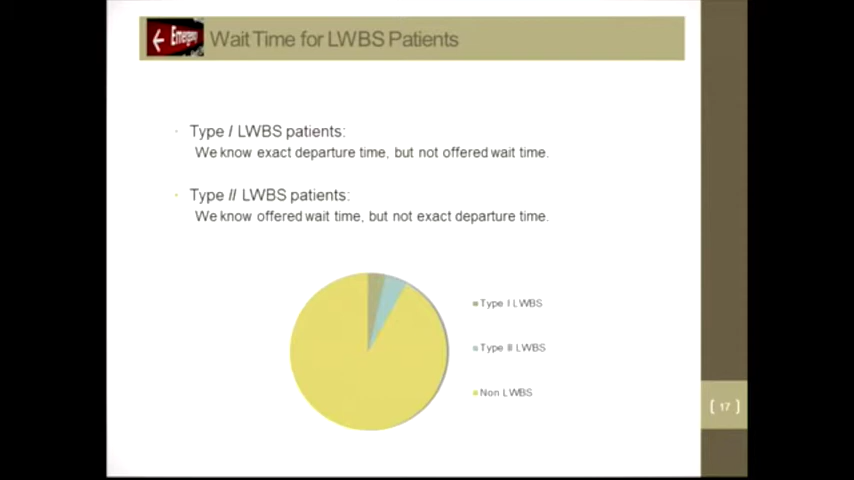 Emergency
Wait Time for LWBS Patients
· Type I LWBS patients:
We know exact departure time, but not offered wait time.
· Type II LWBS patients:
We know offered wait time, but not exact departure time.
Type I LWBS
Type II LWBS
Non LWBS
[ 17 ]